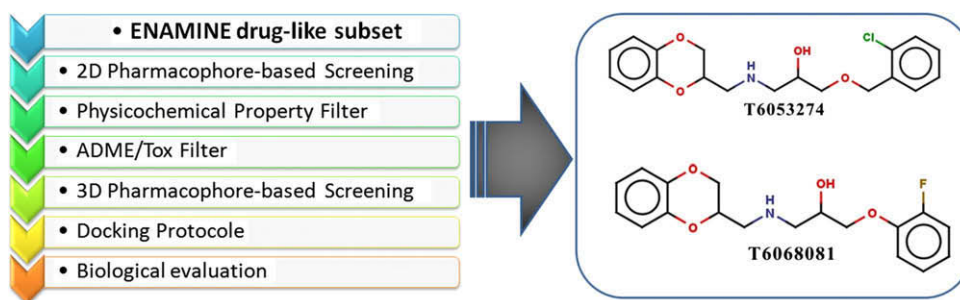 • ENAMINE drug-like subset
• 2D Pharmacophore-based Screening
• Physicochemical Property Filter
• ADME/Tox Filter
• 3D Pharmacophore-based Screening
• Docking Protocole
• Biological evaluation
O
O
H
N
OH
O
Cl
T6053274
O
O
H
N
OH
O
F
T6068081